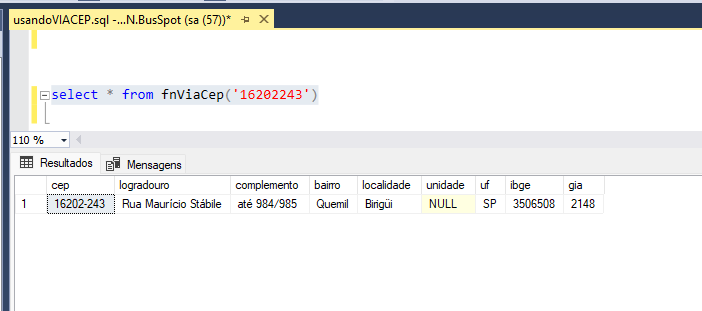 usandoVIACEP.sql -...N.BusSpot (sa (57))*
select * from fnViaCep('16202243')
110 %
Resultados Mensagens
cep logradouro complemento bairro localidade unidade uf ibge gia
1 16202-243 Rua Maurício Stábile até 984/985 Quemil Birigüi NULL SP 3506508 2148